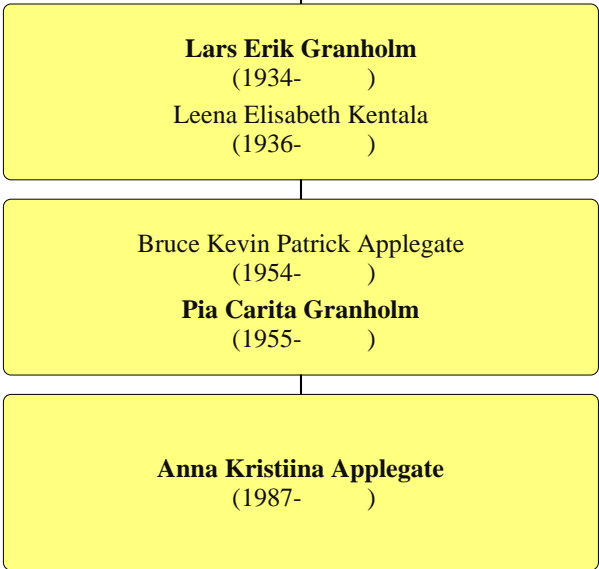 Lars Erik Granholm
(1934- )
Leena Elisabeth Kentala
(1936- )
Bruce Kevin Patrick Applegate
(1954- )
Pia Carita Granholm
(1955- )
Anna Kristiina Applegate
(1987- )